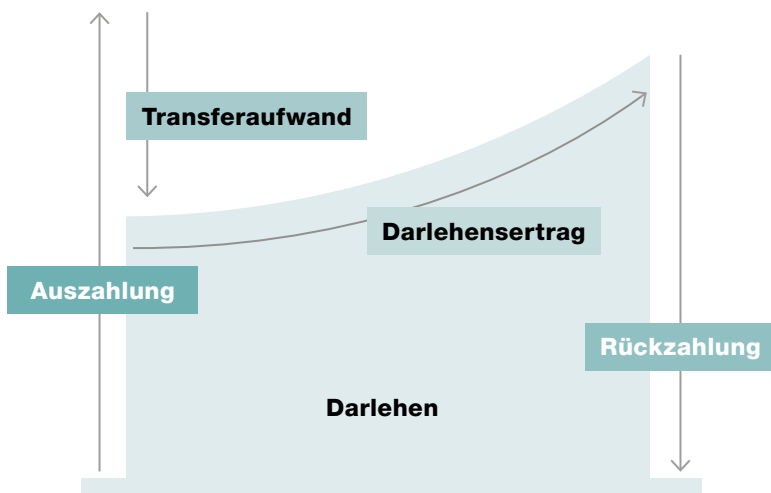 Transferaufwand
Darlehensertrag
Auszahlung
Rückzahlung
Darlehen